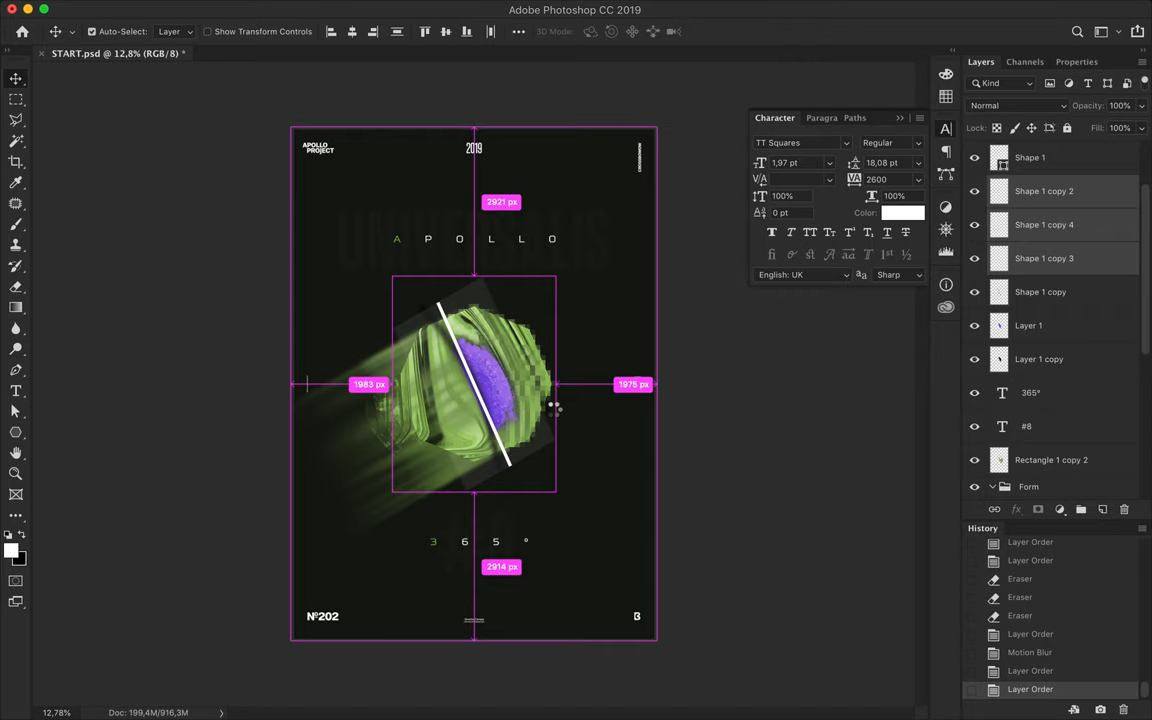 Adobe Photoshop CC 2019
Auto-Select: Layer
Show Transform Controls
3D Mode:
START.psd @ 12,8% (RGB/8) *
Layers Channels Properties
Kind
Normal Opacity: 100%
Lock: Fill: 100%
Shape 1
Shape 1 copy 2
Shape 1 copy 4
Shape 1 copy 3
Shape 1 copy
Layer 1
Layer 1 copy
365°
#8
Rectangle 1 copy 2
Form
History
Layer Order
Layer Order
Eraser
Eraser
Eraser
Layer Order
Motion Blur
Layer Order
Layer Order
Character Paragra Paths
TT Squares Regular
1,97 pt 18,08 pt
2600
100% 100%
0 pt Color:
English: UK Sharp
APOLLO
PROJECT
2019
2921 px
A P O L L O
1983 px
1975 px
3 6 5 °
2914 px
Nº202
12,78% Doc: 199,4M/916,3M